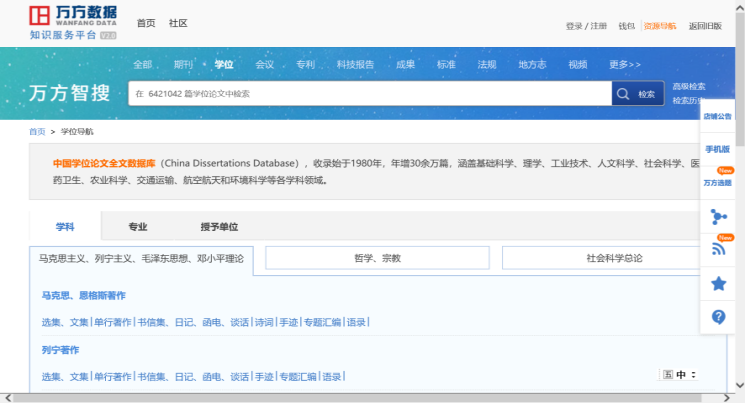 万方数据
WANFANG DATA
知识服务平台 V2.0
首页 社区
登录 / 注册 钱包 资源导航 返回旧版
全部 期刊 学位 会议 专利 科技报告 成果 标准 法规 地方志 视频 更多>>
万方智搜
在 6421042 篇学位论文中检索
检索
高级检索
检索历史
店铺公告
首页 > 学位导航
手机版
中国学位论文全文数据库（China Dissertations Database），收录始于1980年，年增30余万篇，涵盖基础科学、理学、工业技术、人文科学、社会科学、医
药卫生、农业科学、交通运输、航空航天和环境科学等各学科领域。
New
万方选题
学科 专业 授予单位
New
马克思主义、列宁主义、毛泽东思想、邓小平理论 哲学、宗教 社会科学总论
马克思、恩格斯著作
选集、文集|单行著作|书信集、日记、函电、谈话|诗词|手迹|专题汇编|语录|
列宁著作
选集、文集|单行著作|书信集、日记、函电、谈话|手迹|专题汇编|语录|
五 中 :